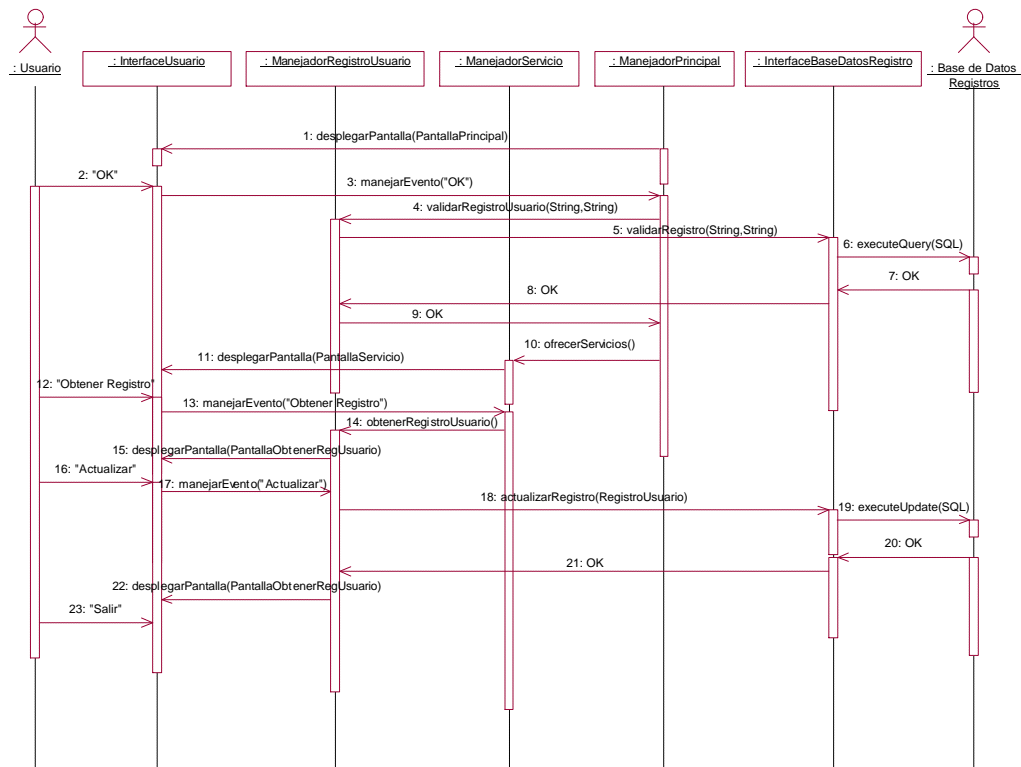 : Usuario
: InterfaceUsuario
: ManejadorRegistroUsuario
: ManejadorServicio
: ManejadorPrincipal
: InterfaceBaseDatosRegistro
: Base de Datos
Registros
1: desplegarPantalla(PantallaPrincipal)
2: "OK"
3: manejarEvento("OK")
4: validarRegistroUsuario(String,String)
5: validarRegistro(String,String)
6: executeQuery(SQL)
7: OK
8: OK
9: OK
10: ofrecerServicios()
11: desplegarPantalla(PantallaServicio)
12: "Obtener Registro"
13: manejarEvento("Obtener Registro")
14: obtenerRegistroUsuario()
15: desplegarPantalla(PantallaObtenerRegUsuario)
16: "Actualizar"
17: manejarEvento("Actualizar")
18: actualizarRegistro(RegistroUsuario)
19: executeUpdate(SQL)
20: OK
21: OK
22: desplegarPantalla(PantallaObtenerRegUsuario)
23: "Salir"